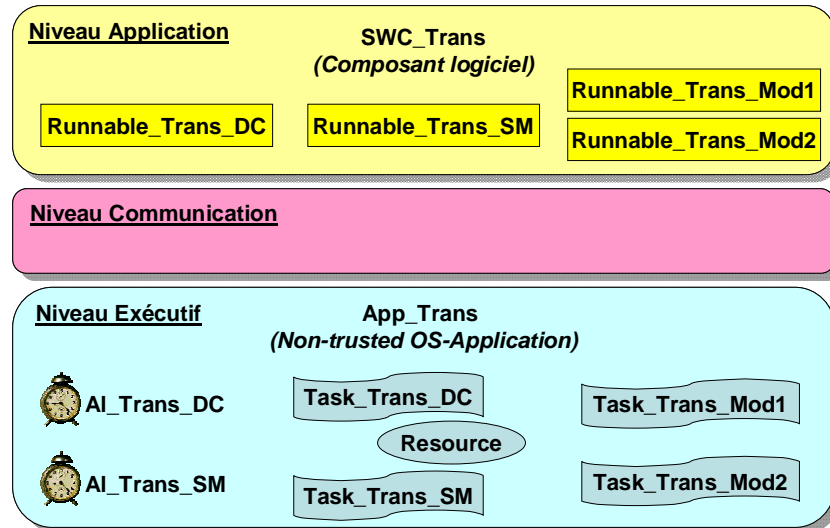 Niveau Application
SWC_Trans
(Composant logiciel)
Runnable_Trans_DC
Runnable_Trans_SM
Runnable_Trans_Mod1
Runnable_Trans_Mod2
Niveau Communication
Niveau Exécutif
App_Trans
(Non-trusted OS-Application)
Al_Trans_DC
Task_Trans_DC
Task_Trans_Mod1
Resource
Al_Trans_SM
Task_Trans_SM
Task_Trans_Mod2